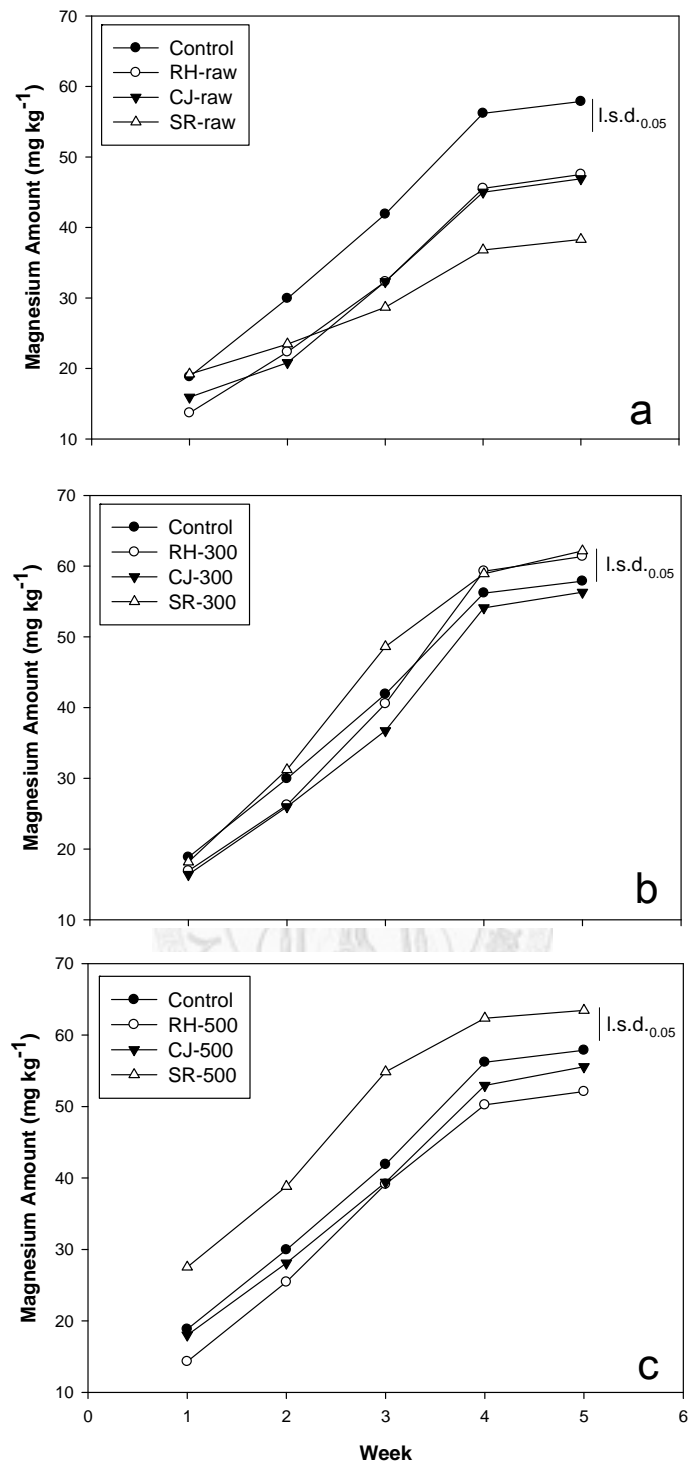 70
60
50
40
30
20
10
Magnesium Amount (mg kg⁻¹)
Control
RH-raw
CJ-raw
SR-raw
l.s.d.₀.₀₅
a
70
60
50
40
30
20
10
Magnesium Amount (mg kg⁻¹)
Control
RH-300
CJ-300
SR-300
l.s.d.₀.₀₅
b
70
60
50
40
30
20
10
Magnesium Amount (mg kg⁻¹)
Control
RH-500
CJ-500
SR-500
l.s.d.₀.₀₅
c
0 1 2 3 4 5 6
Week